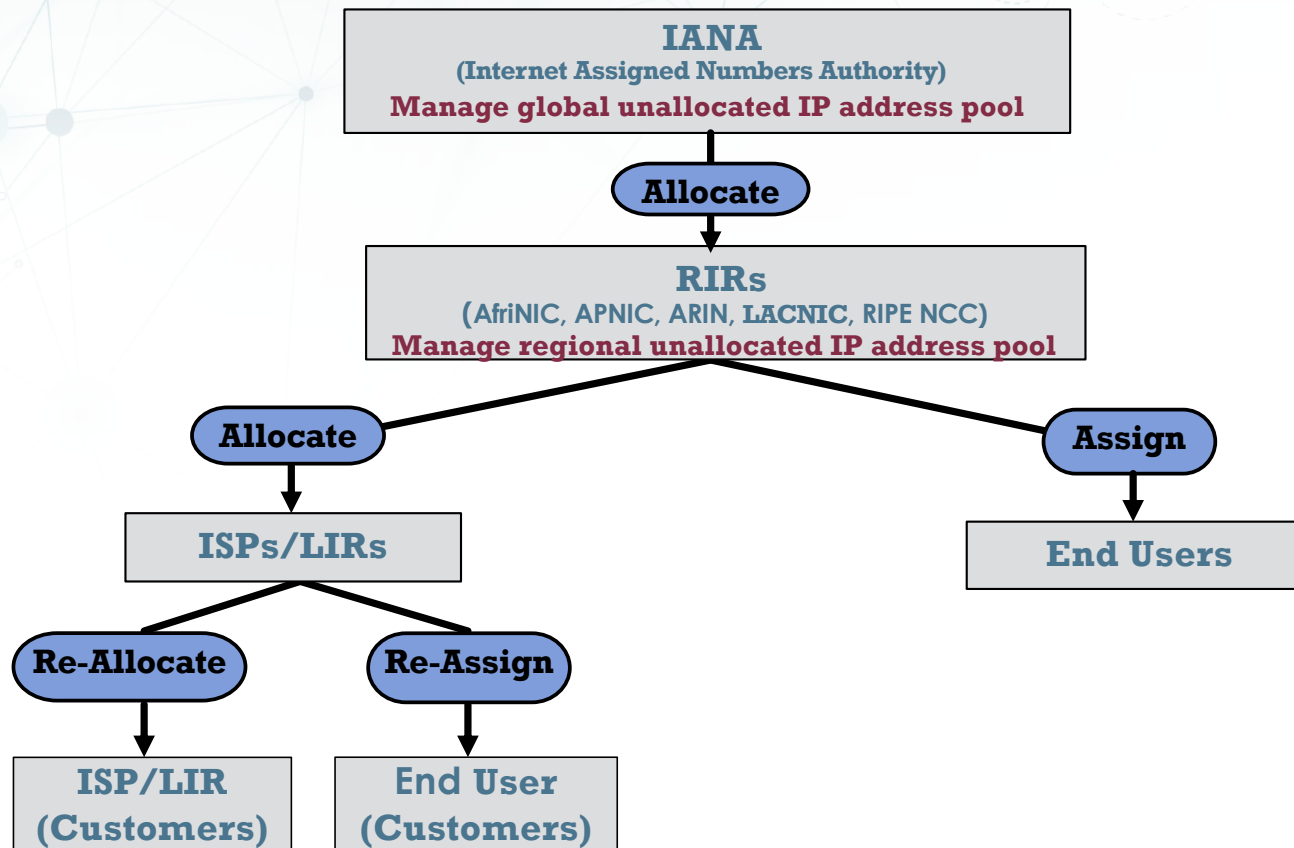 IANA
(Internet Assigned Numbers Authority)
Manage global unallocated IP address pool
Allocate
RIRs
(AfriNIC, APNIC, ARIN, LACNIC, RIPE NCC)
Manage regional unallocated IP address pool
Allocate
Assign
ISPs/LIRs
End Users
Re-Allocate
Re-Assign
ISP/LIR
(Customers)
End User
(Customers)